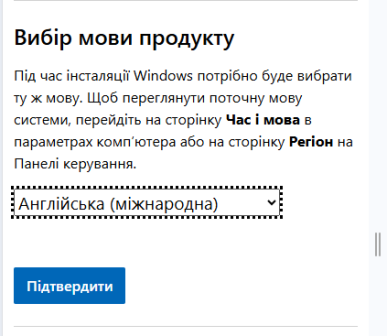 Вибір мови продукту
Під час інсталяції Windows потрібно буде вибрати
ту ж мову. Щоб переглянути поточну мову
системи, перейдіть на сторінку Час і мова в
параметрах комп'ютера або на сторінку Регіон на
Панелі керування.
Англійська (міжнародна)
Підтвердити